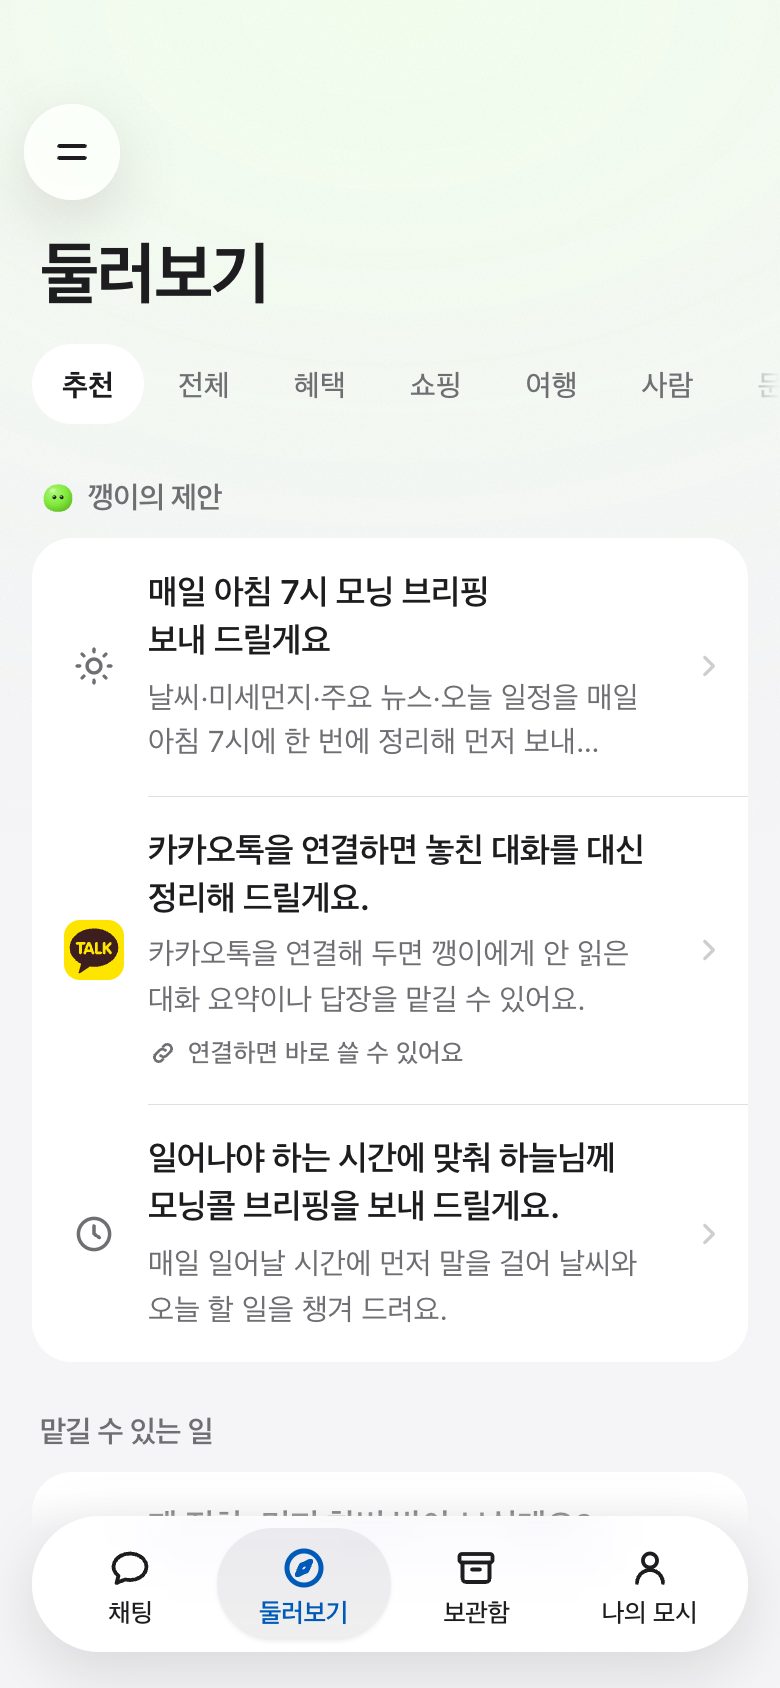 둘러보기
추천 전체 혜택 쇼핑 여행 사람
깽이의 제안
매일 아침 7시 모닝 브리핑
보내 드릴게요
날씨·미세먼지·주요 뉴스·오늘 일정을 매일
아침 7시에 한 번에 정리해 먼저 보내...
카카오톡을 연결하면 놓친 대화를 대신
정리해 드릴게요.
TALK
카카오톡을 연결해 두면 깽이에게 안 읽은
대화 요약이나 답장을 맡길 수 있어요.
연결하면 바로 쓸 수 있어요
일어나야 하는 시간에 맞춰 하늘님께
모닝콜 브리핑을 보내 드릴게요.
매일 일어날 시간에 먼저 말을 걸어 날씨와
오늘 할 일을 챙겨 드려요.
맡길 수 있는 일
채팅 둘러보기 보관함 나의 모시